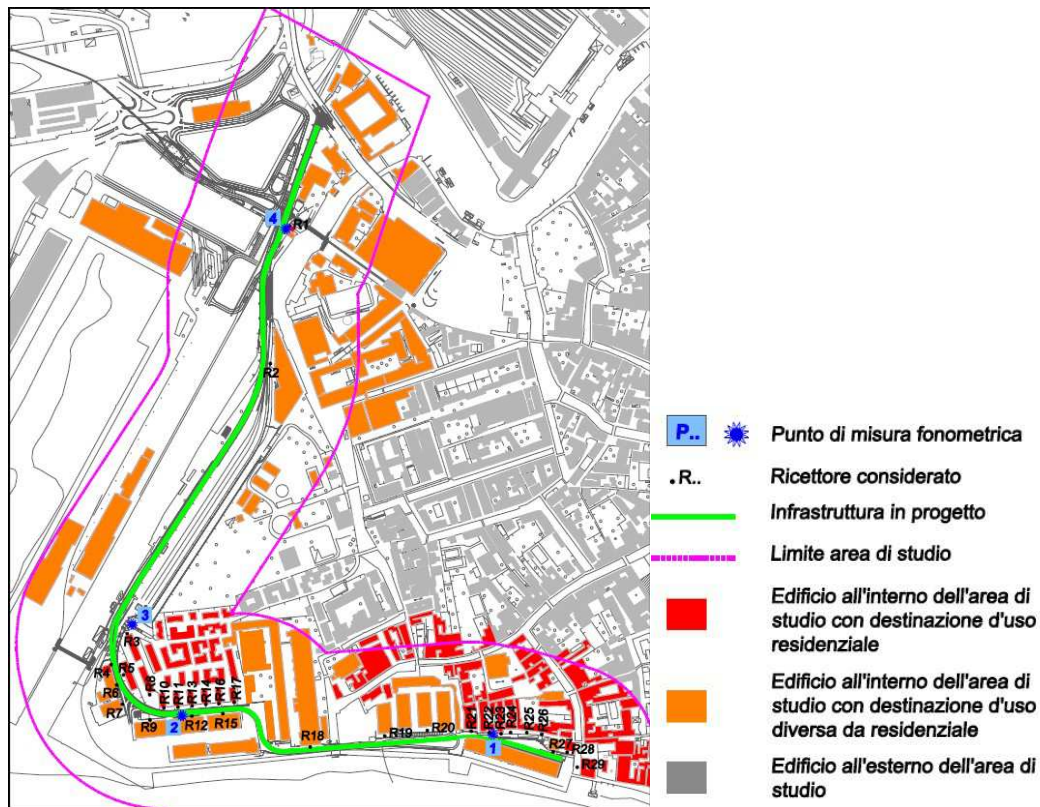 4
R1
R2
3
R3
R4
R5
R6
R7
R8
R10
R11
R13
R14
R16
R17
R9
2
R12
R15
R18
R19
R20
R21
R22
R23
R24
R25
R26
1
R27
R28
R29
P..
Punto di misura fonometrica
.R..
Ricettore considerato
Infrastruttura in progetto
Limite area di studio
Edificio all'interno dell'area di
studio con destinazione d'uso
residenziale
Edificio all'interno dell'area di
studio con destinazione d'uso
diversa da residenziale
Edificio all'esterno dell'area di
studio